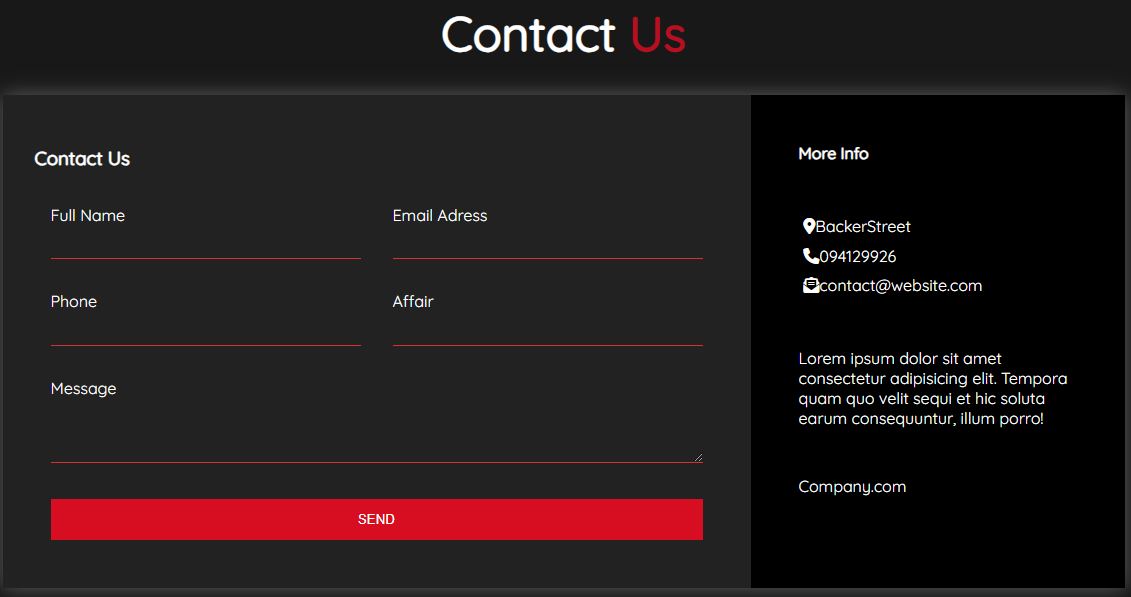 Contact Us
Contact Us
Full Name
Email Adress
Phone
Affair
Message
SEND
More Info
BackerStreet
094129926
contact@website.com
Lorem ipsum dolor sit amet
consectetur adipisicing elit. Tempora
quam quo velit sequi et hic soluta
earum consequuntur, illum porro!
Company.com